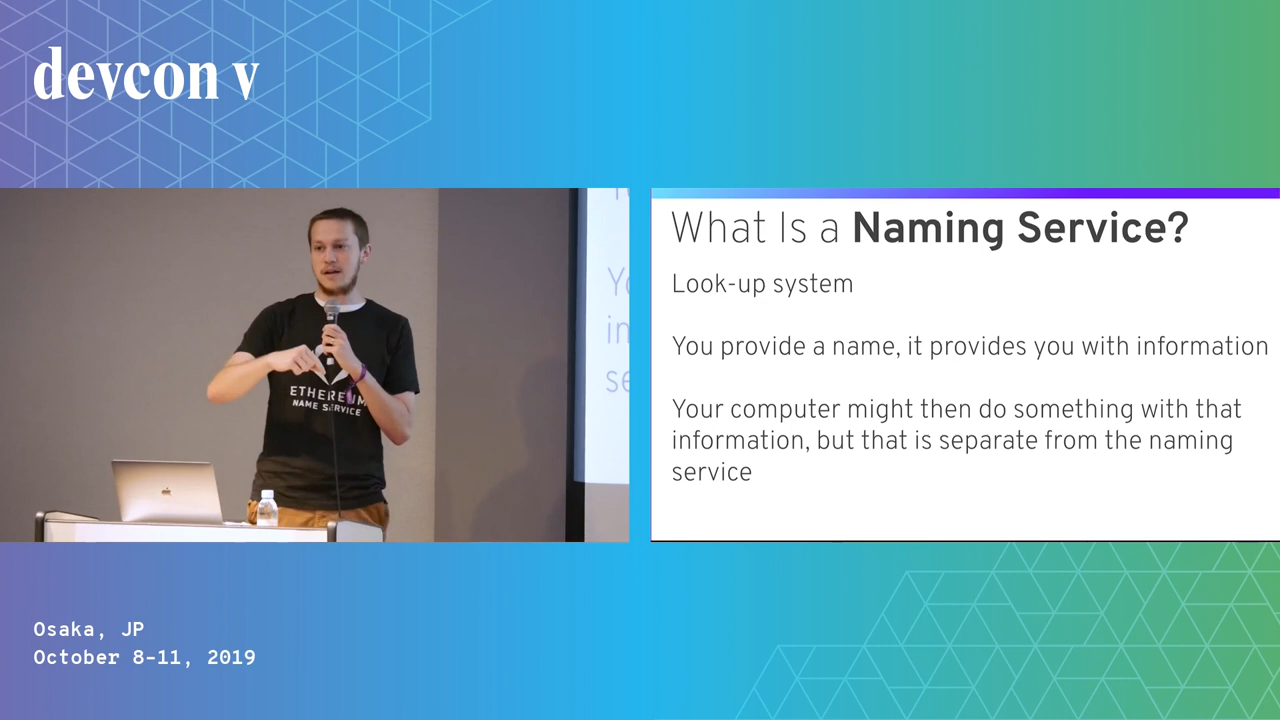 devcon v
ETHEREUM
NAME SERVICE
What Is a Naming Service?
Look-up system
You provide a name, it provides you with information
Your computer might then do something with that
information, but that is separate from the naming
service
Osaka, JP
October 8-11, 2019